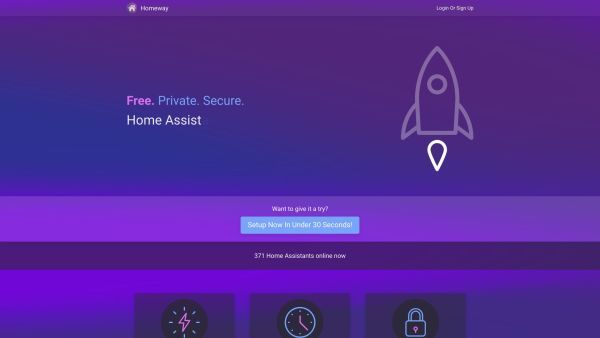 Homeway
Login Or Sign Up
Free. Private. Secure.
Home Assist
Want to give it a try?
Setup Now In Under 30 Seconds!
371 Home Assistants online now